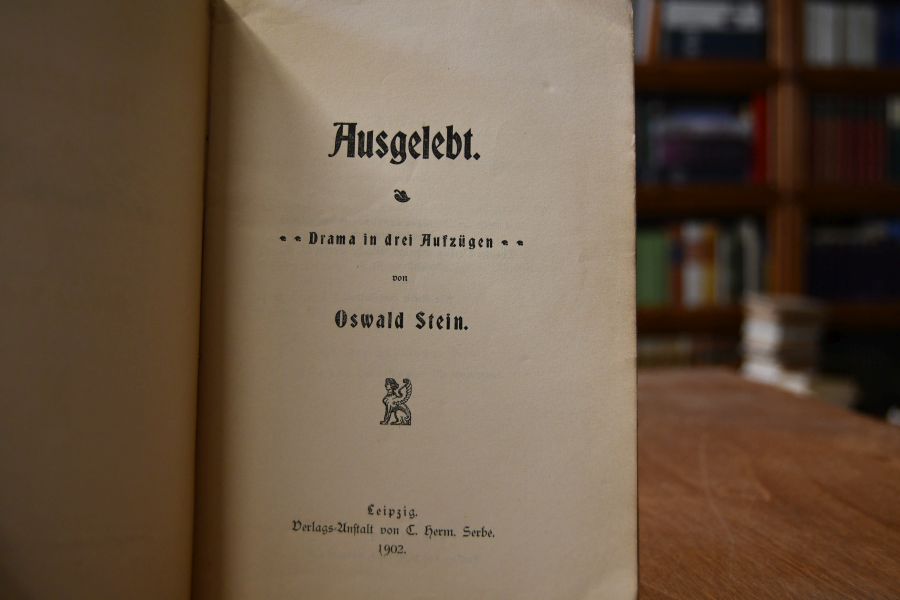 Ausgelebt.
Drama in drei Aufzügen
von
Oswald Stein.
Leipzig.
Verlags-Anstalt von C. Herm. Serbe.
1902.